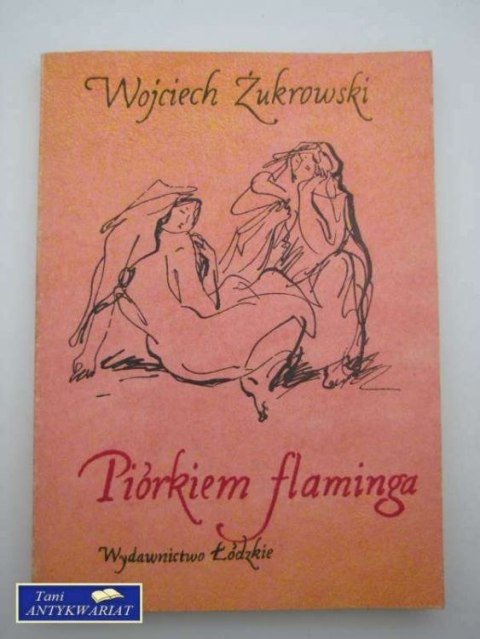 Wojciech Żukrowski
Piórkiem flaminga
Wydawnictwo Łódzkie
Tani
ANTYKWARIAT